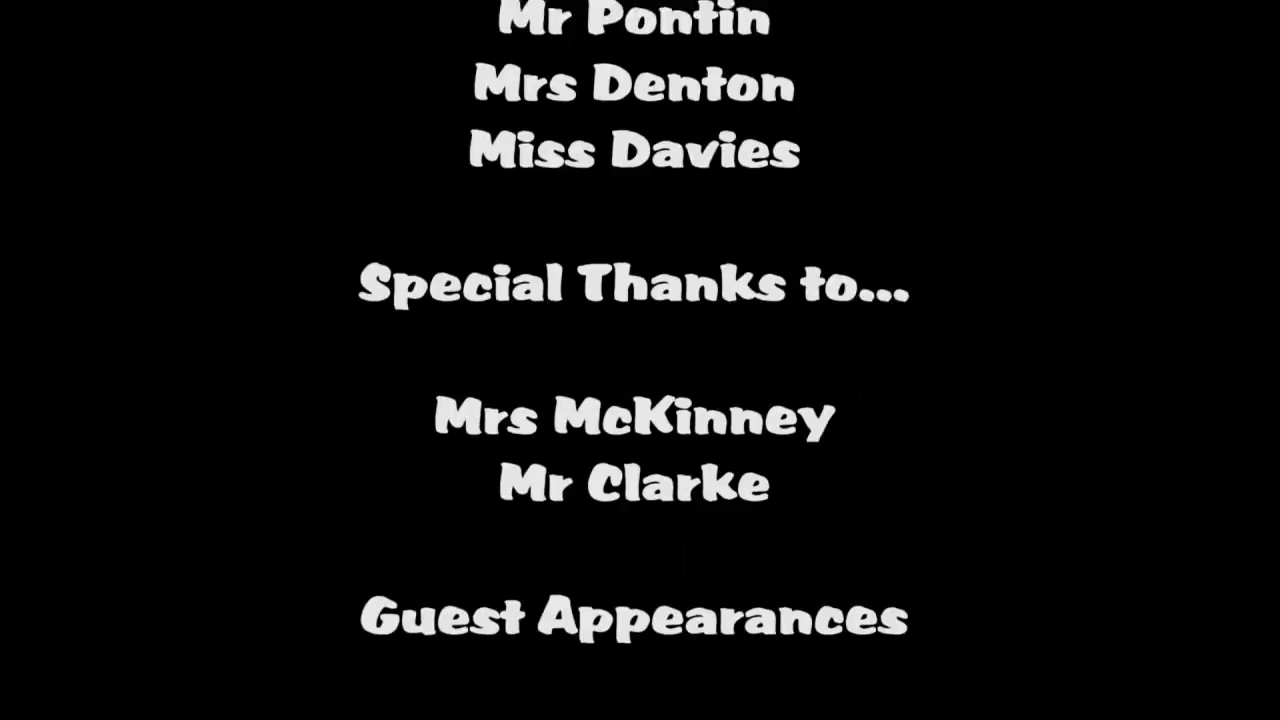 Mr Pontin
Mrs Denton
Miss Davies
Special Thanks to...
Mrs McKinney
Mr Clarke
Guest Appearances